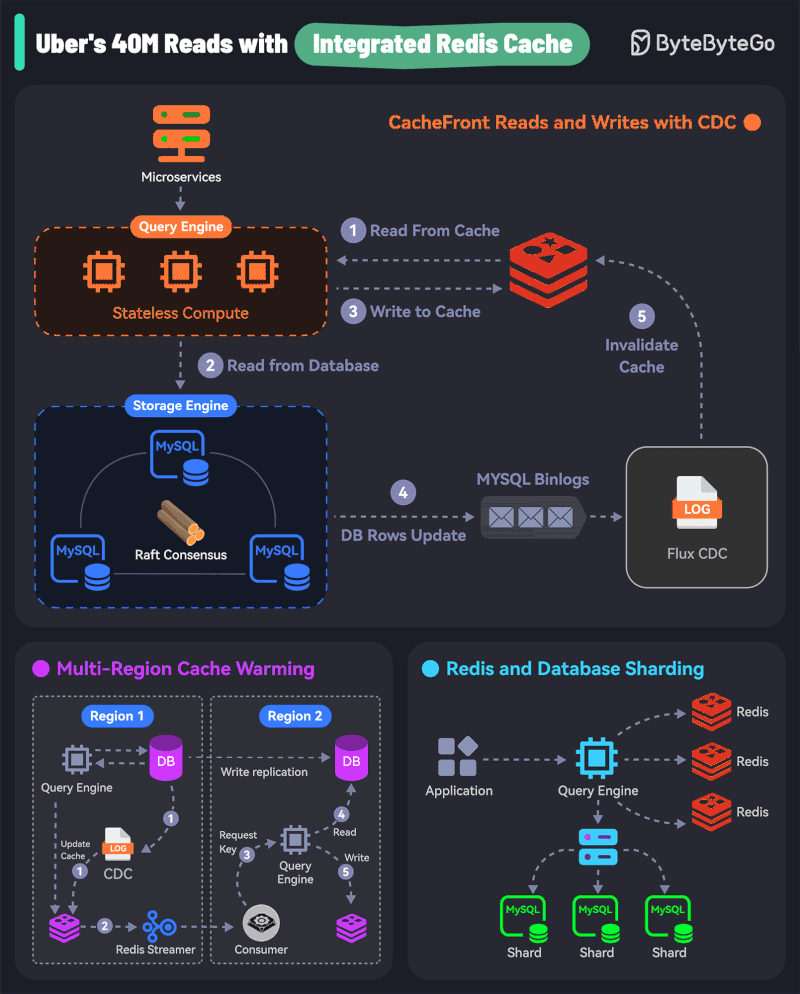 Uber's 40M Reads with Integrated Redis Cache
ByteByteGo
CacheFront Reads and Writes with CDC
Microservices
Query Engine
Stateless Compute
1 Read From Cache
3 Write to Cache
5
Invalidate
Cache
2 Read from Database
Storage Engine
MySQL
MySQL
MySQL
Raft Consensus
4
DB Rows Update
MYSQL Binlogs
LOG
Flux CDC
Multi-Region Cache Warming
Region 1
Region 2
Query Engine
DB
Write replication
DB
1
Update
Cache
1
LOG
CDC
2
Redis Streamer
Consumer
Request
Key
3
Query
Engine
4
Read
Write
5
Redis and Database Sharding
Application
Query Engine
Redis
Redis
Redis
MySQL
Shard
MySQL
Shard
MySQL
Shard